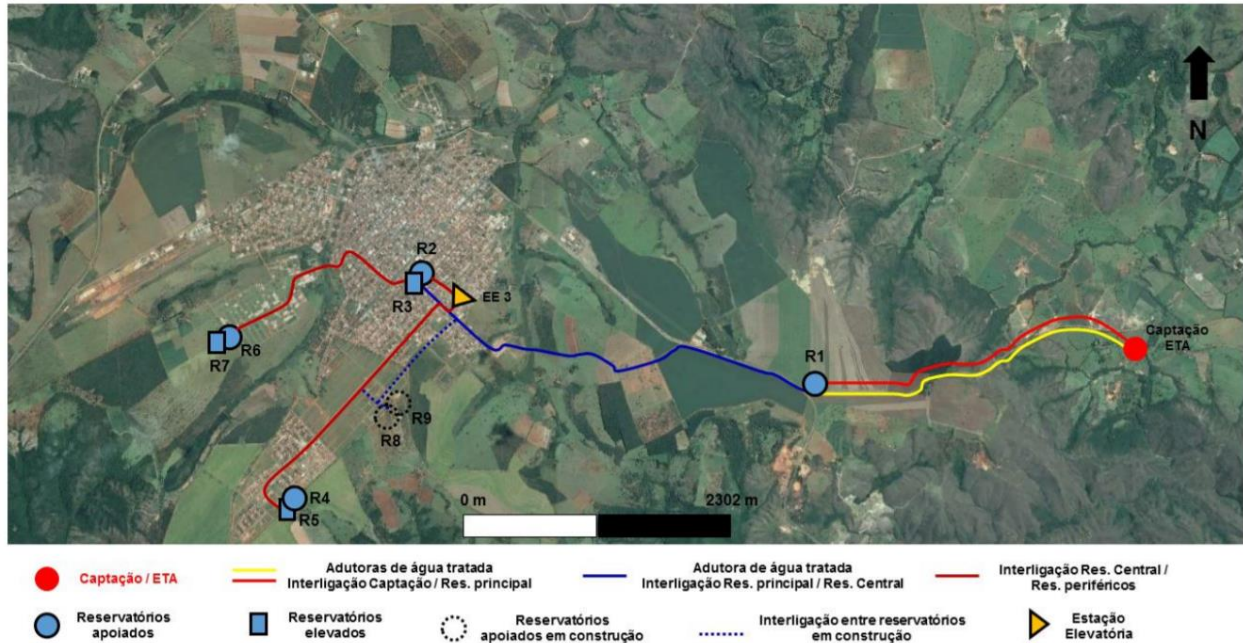 N
R2
R3
EE 3
R6
R7
R1
Captação
ETA
R9
R8
R4
R5
0 m
2302 m
Captação / ETA
Adutoras de água tratada
Interligação Captação / Res. principal
Adutora de água tratada
Interligação Res. principal / Res. Central
Interligação Res. Central /
Res. periféricos
Reservatórios
apoiados
Reservatórios
elevados
Reservatórios
apoiados em construção
Interligação entre reservatórios
em construção
Estação
Elevatória